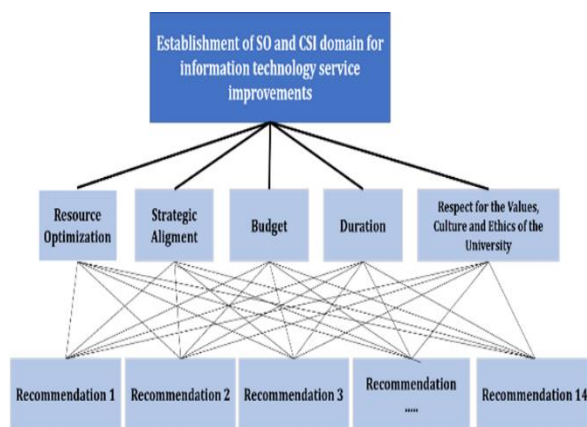 Establishment of SO and CSI domain for
information technology service
improvements
Resource
Optimization
Strategic
Aligment
Budget
Duration
Respect for the Values,
Culture and Ethics of the
University
Recommendation 1
Recommendation 2
Recommendation 3
Recommendation
.....
Recommendation 14